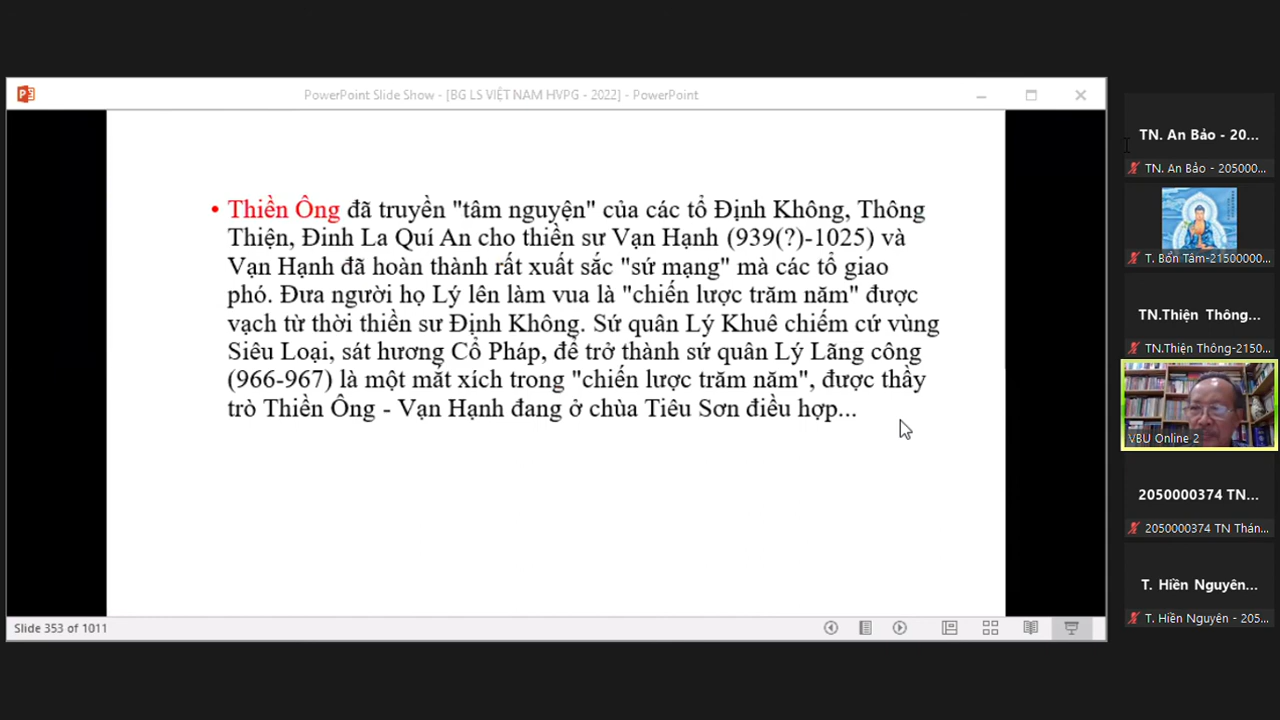 PowerPoint Slide Show - [BG LS VIỆT NAM HVPG - 2022] - PowerPoint
• Thiền Ông đã truyền "tâm nguyện" của các tổ Định Không, Thông
Thiện, Đinh La Quí An cho thiền sư Vạn Hạnh (939(?)-1025) và
Vạn Hạnh đã hoàn thành rất xuất sắc "sứ mạng" mà các tổ giao
phó. Đưa người họ Lý lên làm vua là "chiến lược trăm năm" được
vạch từ thời thiền sư Định Không. Sứ quân Lý Khuê chiếm cứ vùng
Siêu Loại, sát hương Cổ Pháp, để trở thành sứ quân Lý Lãng công
(966-967) là một mắt xích trong "chiến lược trăm năm", được thầy
trò Thiền Ông - Vạn Hạnh đang ở chùa Tiêu Sơn điều hợp...
Slide 353 of 1011
TN. An Bảo - 20...
TN. An Bảo - 205000...
T. Bổn Tâm-21500000...
TN.Thiện Thông...
TN.Thiện Thông-2150...
VBU Online 2
2050000374 TN...
2050000374 TN Thán...
T. Hiền Nguyên...
T. Hiền Nguyên - 205...